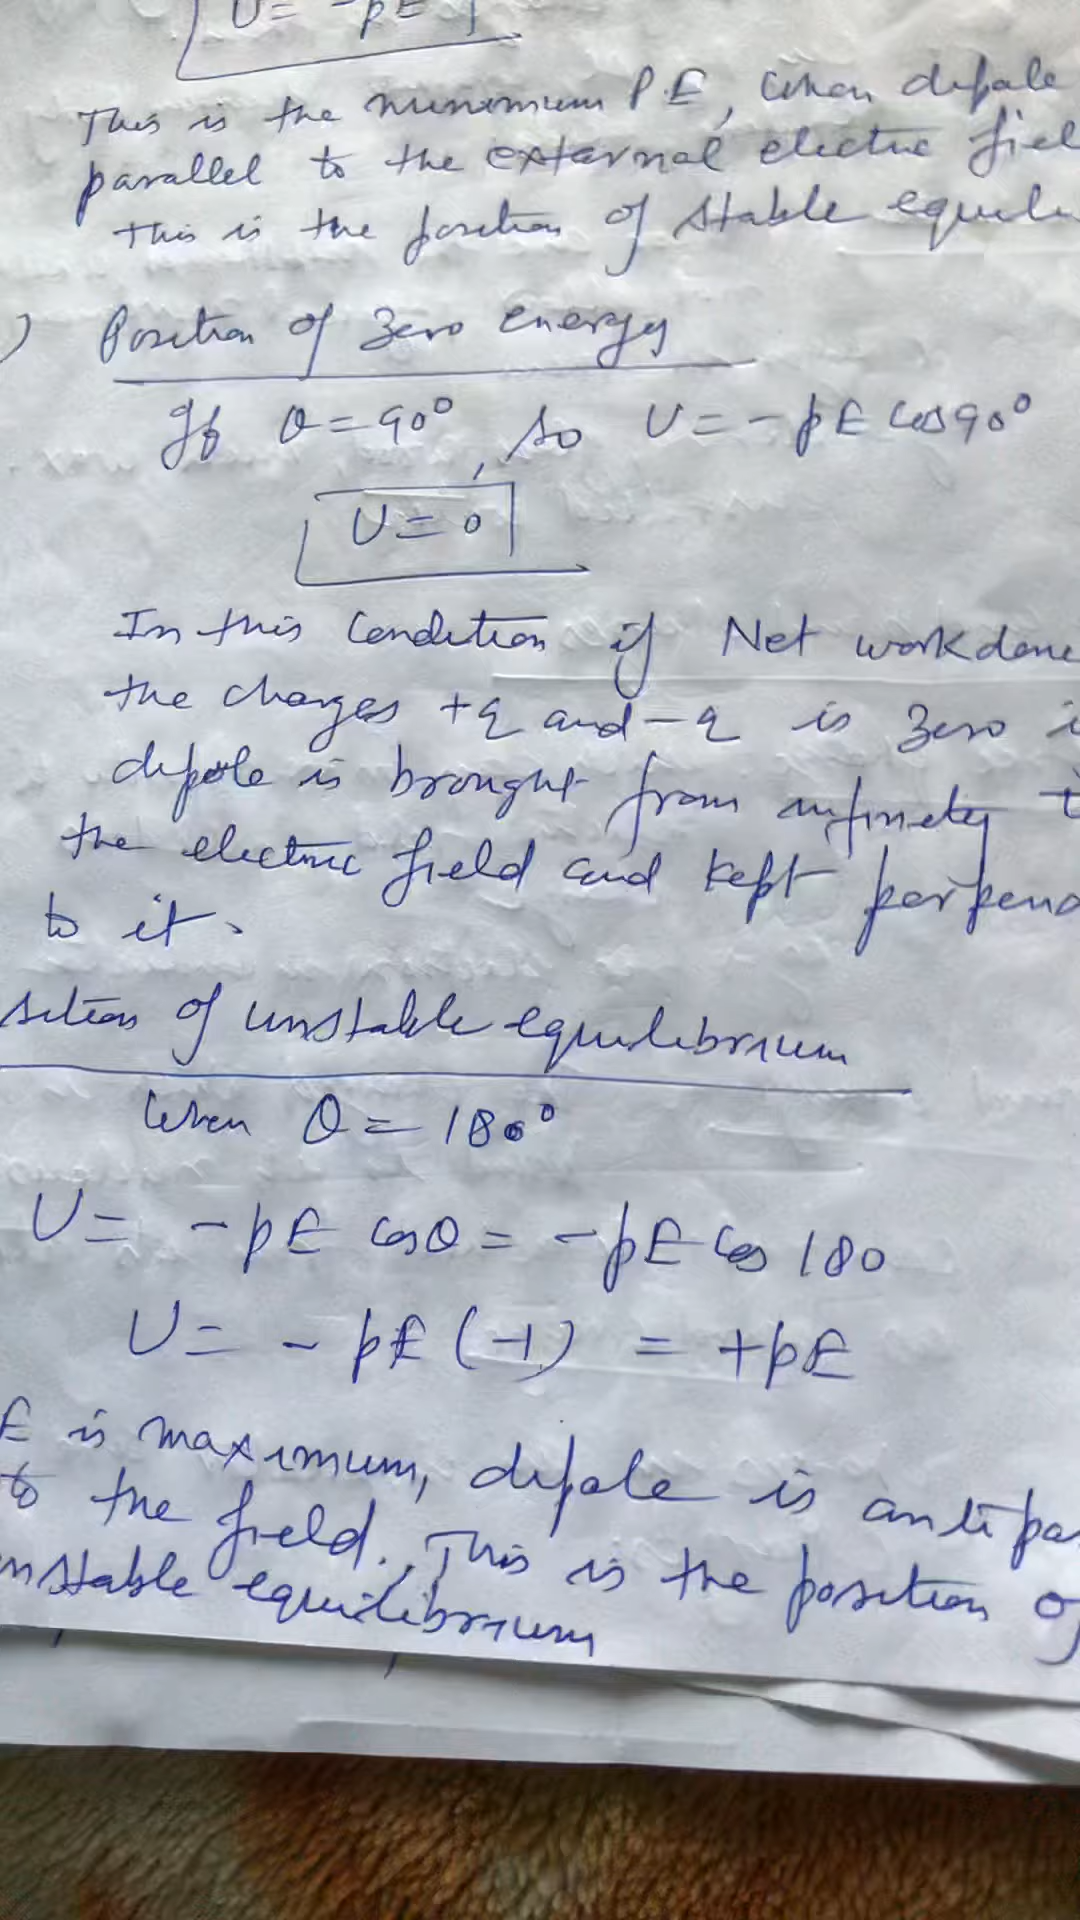 U = -pE
This is the minimum P.E, when dipole
parallel to the external electric fiel
this is the position of stable equili
) Position of zero energy
If θ = 90°, so U = -pE cos 90°
U = 0
In this condition if Net workdone
the charges +q and -q is zero i
dipole is brought from infinity t
the electric field and kept perpend
to it.
sition of unstable equilibrium
when θ = 180°
U = -pE cosθ = -pE cos 180
U = - pE (-1) = +pE
E is maximum, dipole is antipa
to the field. This is the position of
nstable equilibrium